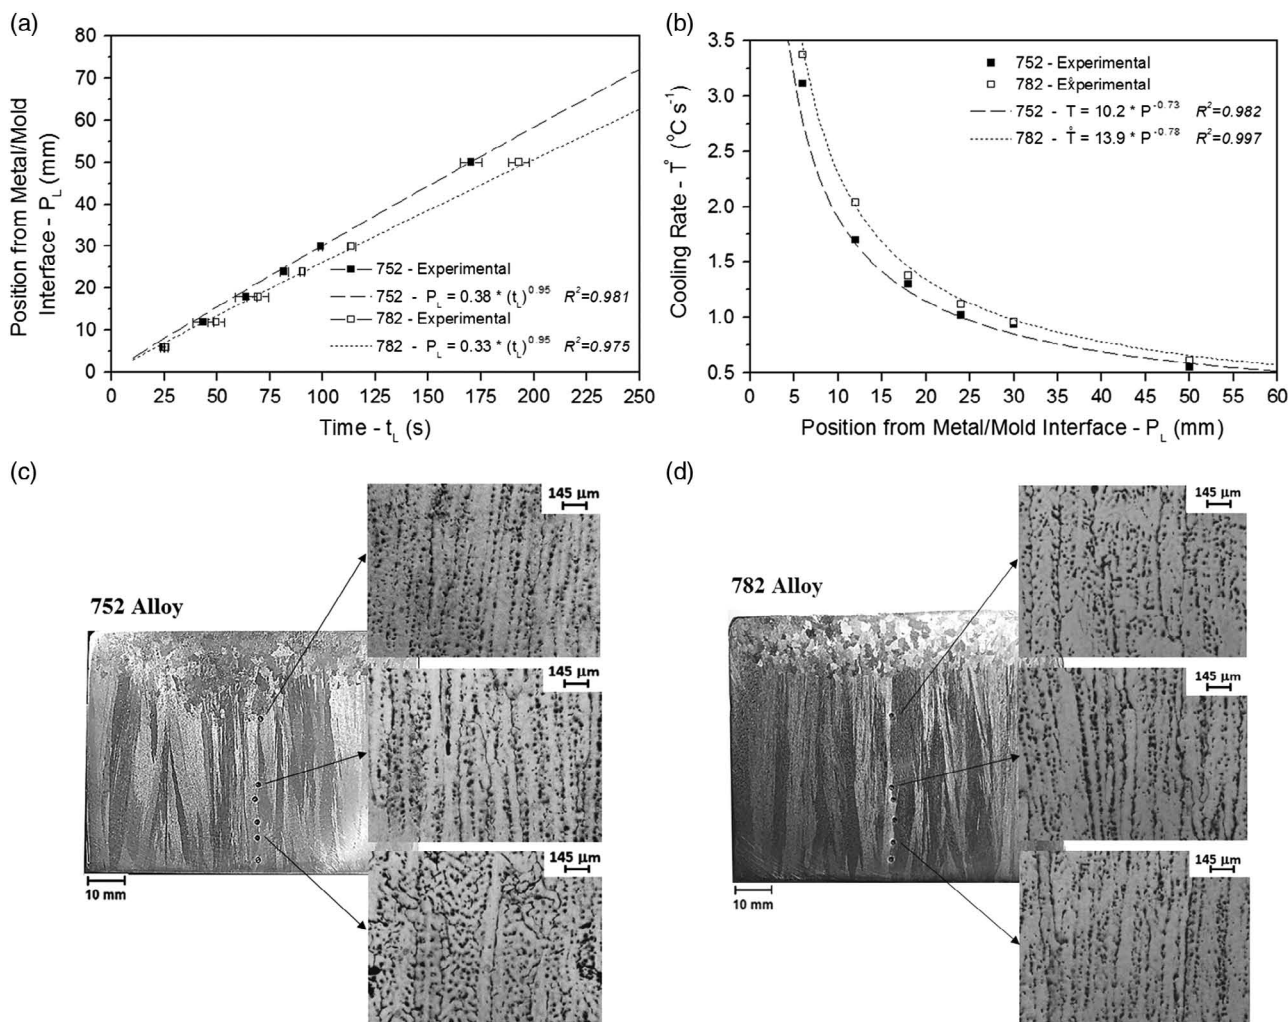 (a)
80
70
60
50
40
30
20
10
0
0 25 50 75 100 125 150 175 200 225 250
Position from Metal/Mold
Interface - P_L (mm)
Time - t_L (s)
752 - Experimental
752 - P_L = 0.38 * (t_L)^0.95 R²=0.981
782 - Experimental
782 - P_L = 0.33 * (t_L)^0.95 R²=0.975
(b)
3.5
3.0
2.5
2.0
1.5
1.0
0.5
0 5 10 15 20 25 30 35 40 45 50 55 60
Cooling Rate - T° (°C s⁻¹)
Position from Metal/Mold Interface - P_L (mm)
752 - Experimental
782 - Experimental
752 - T° = 10.2 * P^-0.73 R²=0.982
782 - T° = 13.9 * P^-0.78 R²=0.997
(c)
752 Alloy
145 µm
145 µm
145 µm
10 mm
(d)
782 Alloy
145 µm
145 µm
145 µm
10 mm